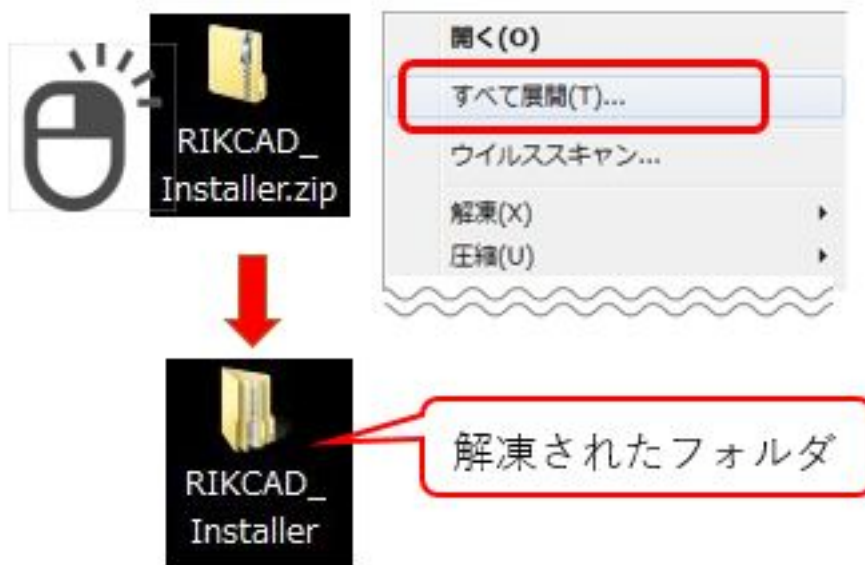 RIKCAD_
Installer.zip
開く(O)
すべて展開(T)...
ウイルススキャン...
解凍(X)
圧縮(U)
RIKCAD_
Installer
解凍されたフォルダ